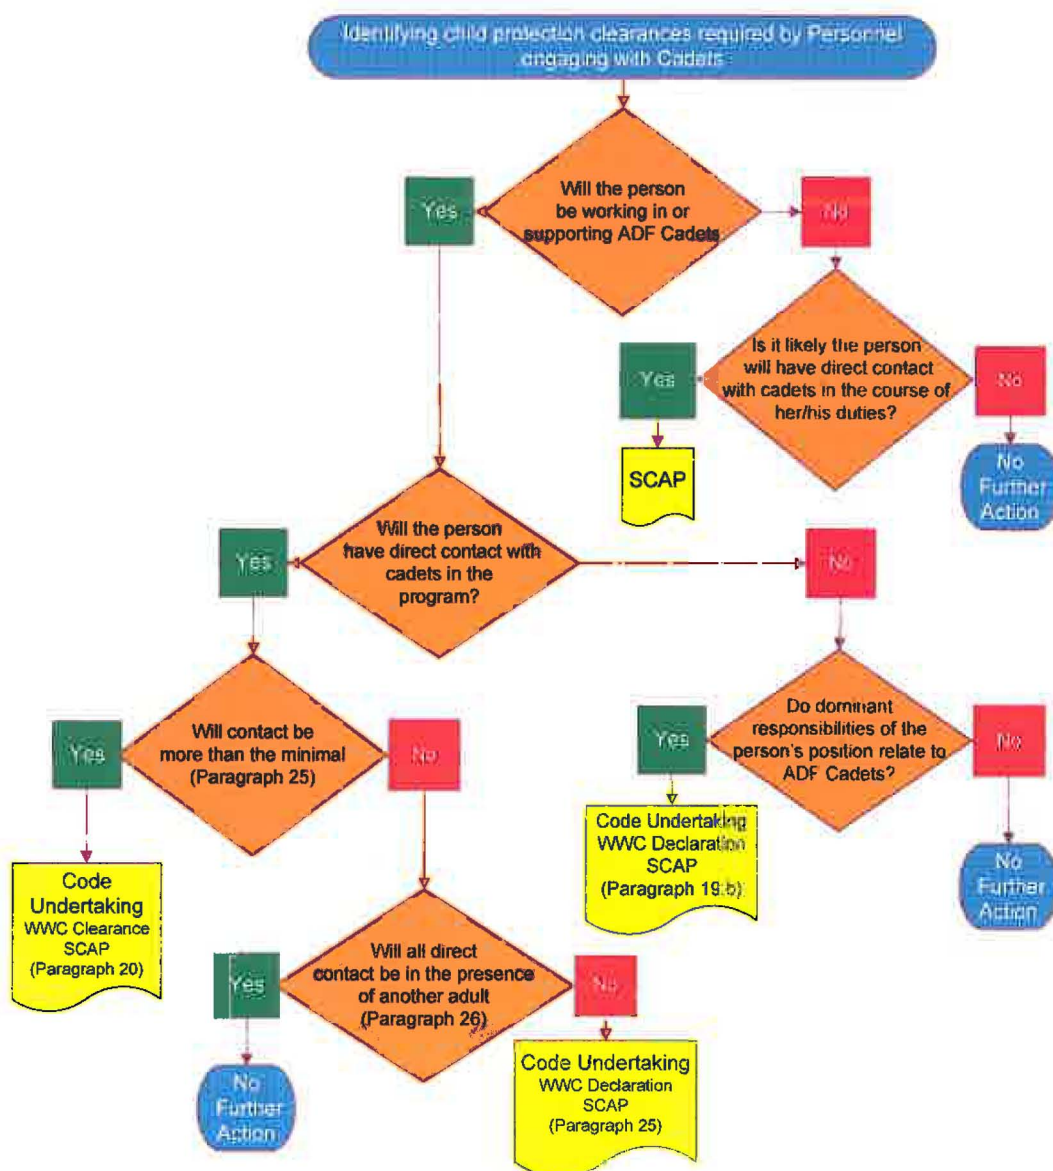 Identifying child protection clearances required by Personnel
engaging with Cadets
Will the person
be working in or
supporting ADF Cadets
Yes
No
Is it likely the person
will have direct contact
with cadets in the course of
her/his duties?
Yes
No
SCAP
No
Further
Action
Will the person
have direct contact with
cadets in the
program?
Yes
No
Will contact be
more than the minimal
(Paragraph 25)
Yes
No
Do dominant
responsibilities of the
person's position relate to
ADF Cadets?
Yes
No
Code Undertaking
WWC Declaration
SCAP
(Paragraph 19.b)
No
Further
Action
Code
Undertaking
WWC Clearance
SCAP
(Paragraph 20)
Will all direct
contact be in the presence
of another adult
(Paragraph 26)
Yes
No
No
Further
Action
Code Undertaking
WWC Declaration
SCAP
(Paragraph 25)